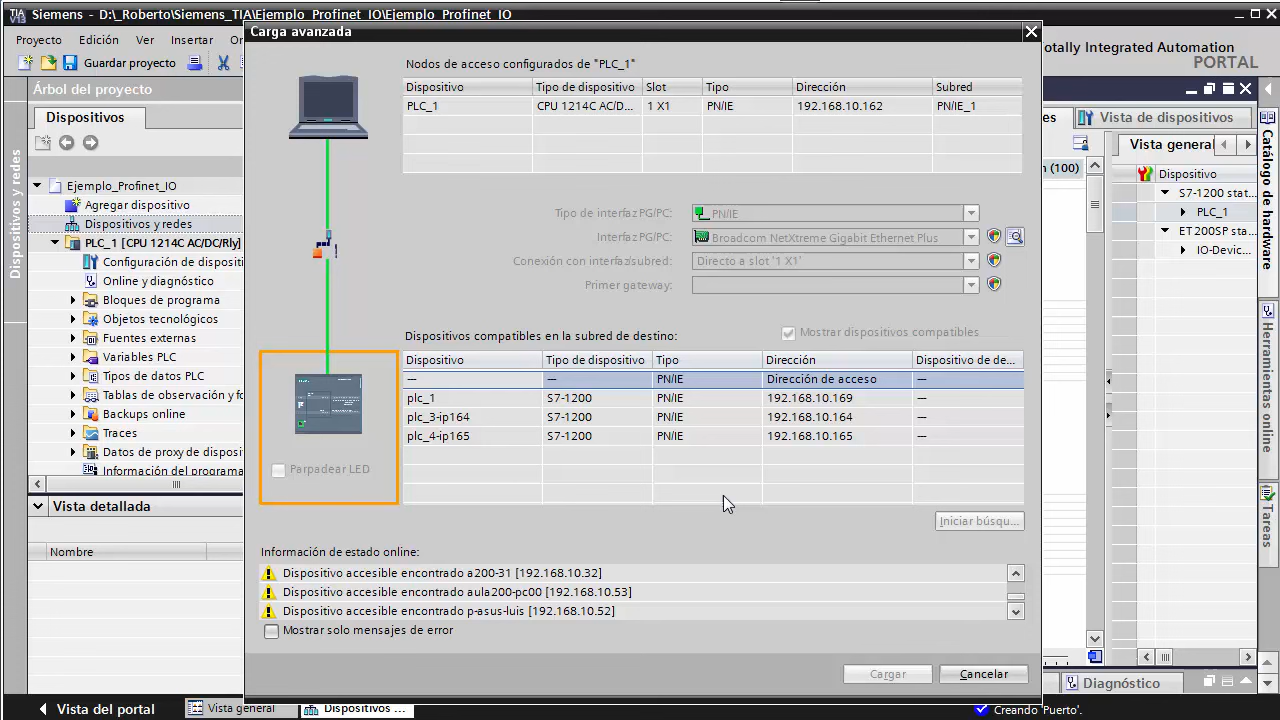 Siemens - D:\_Roberto\Siemens_TIA\Ejemplo_Profinet_IO\Ejemplo_Profinet_IO
Proyecto Edición Ver Insertar
Guardar proyecto
Totally Integrated Automation
PORTAL
Árbol del proyecto
Dispositivos
Dispositivos y redes
Ejemplo_Profinet_IO
Agregar dispositivo
Dispositivos y redes
PLC_1 [CPU 1214C AC/DC/Rly]
Configuración de dispositi
Online y diagnóstico
Bloques de programa
Objetos tecnológicos
Fuentes externas
Variables PLC
Tipos de datos PLC
Tablas de observación y fo
Backups online
Traces
Datos de proxy de disposit
Información del programa
Vista detallada
Nombre
Carga avanzada
Nodos de acceso configurados de "PLC_1"
Dispositivo Tipo de dispositivo Slot Tipo Dirección Subred
PLC_1 CPU 1214C AC/D... 1 X1 PN/IE 192.168.10.162 PN/IE_1
Tipo de interfaz PG/PC: PN/IE
Interfaz PG/PC: Broadcom NetXtreme Gigabit Ethernet Plus
Conexión con interfaz/subred: Directo a slot '1 X1'
Primer gateway:
Dispositivos compatibles en la subred de destino: Mostrar dispositivos compatibles
Dispositivo Tipo de dispositivo Tipo Dirección Dispositivo de de...
— — PN/IE Dirección de acceso —
plc_1 S7-1200 PN/IE 192.168.10.169 —
plc_3-ip164 S7-1200 PN/IE 192.168.10.164 —
plc_4-ip165 S7-1200 PN/IE 192.168.10.165 —
Parpadear LED
Iniciar búsqu...
Información de estado online:
Dispositivo accesible encontrado a200-31 [192.168.10.32]
Dispositivo accesible encontrado aula200-pc00 [192.168.10.53]
Dispositivo accesible encontrado p-asus-luis [192.168.10.52]
Mostrar solo mensajes de error
Cargar Cancelar
Vista de dispositivos
Vista general
(100)
Dispositivo
S7-1200 stat...
PLC_1
ET 200SP sta...
IO-Devic...
Catálogo de hardware
Herramientas online
Tareas
Diagnóstico
Vista del portal
Vista general
Dispositivos ...
Creando 'Puerto'.